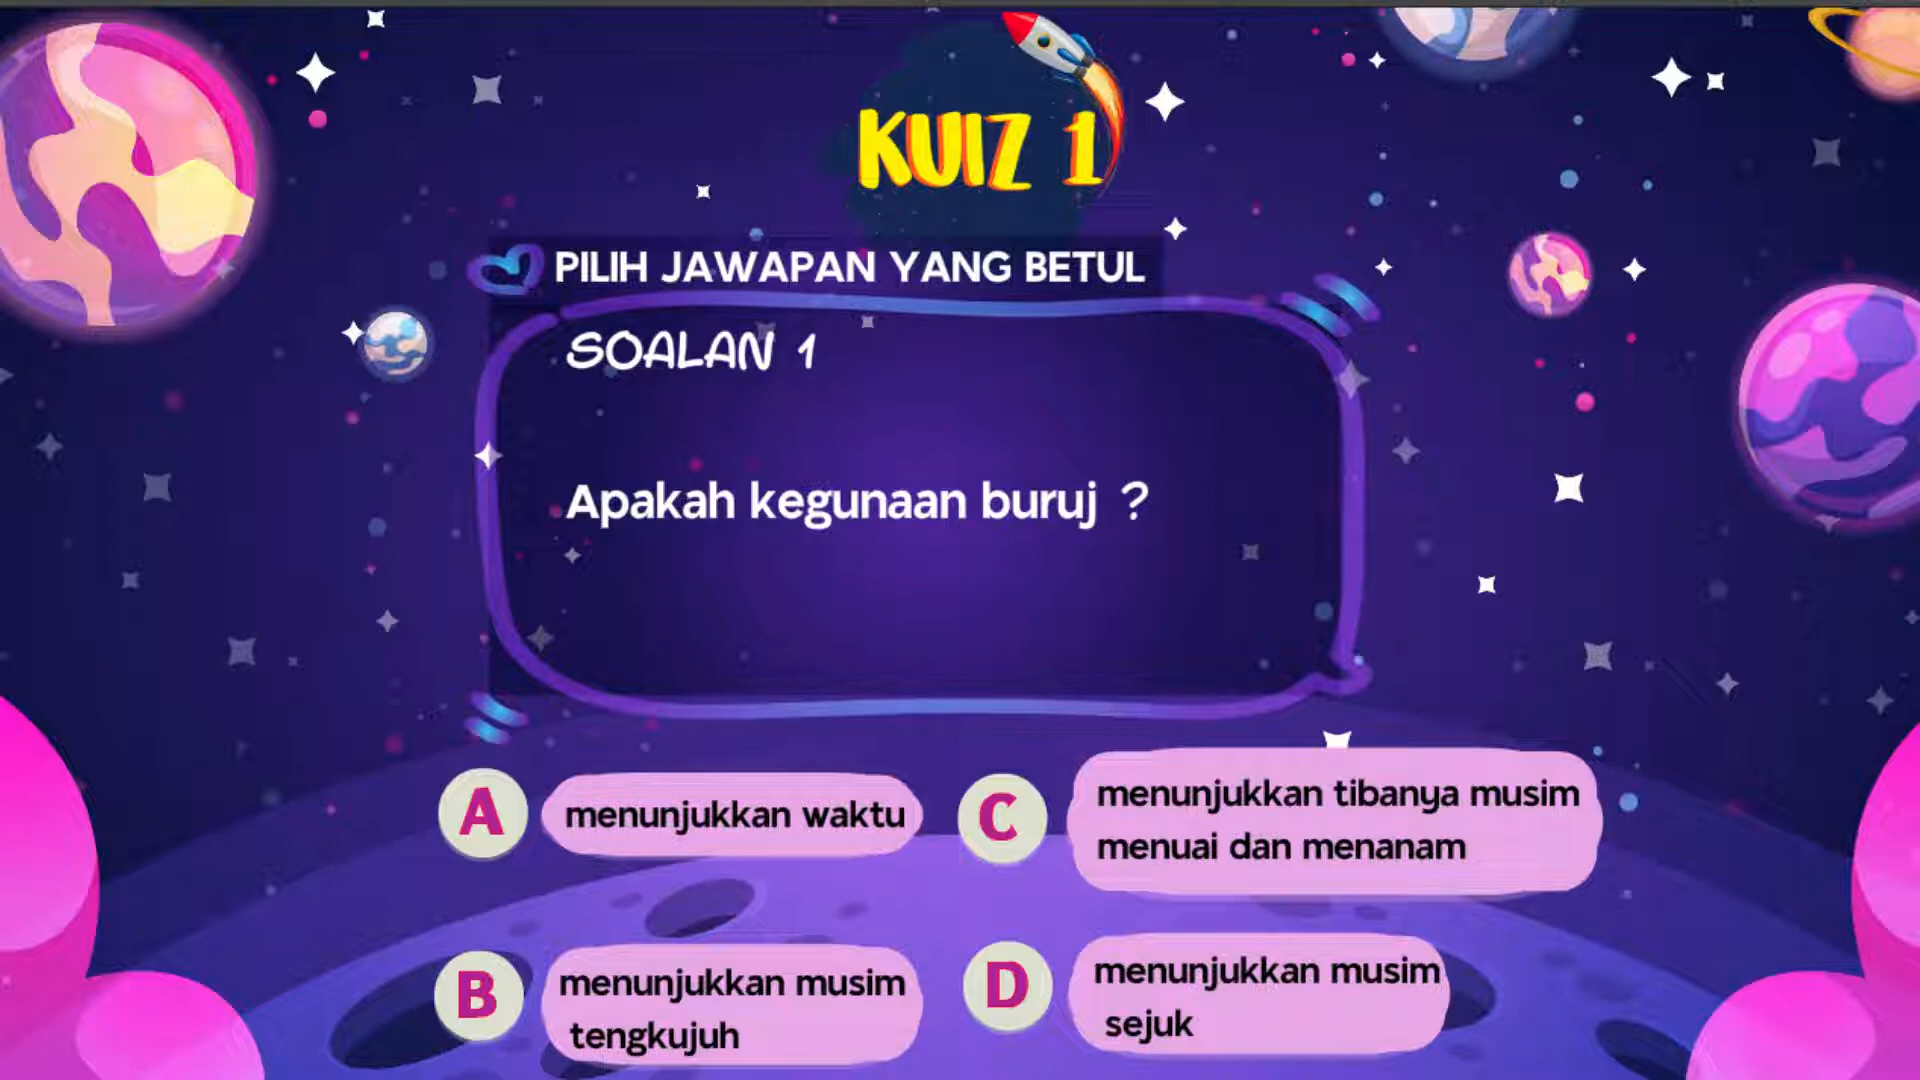 KUIZ 1
PILIH JAWAPAN YANG BETUL
SOALAN 1
Apakah kegunaan buruj ?
A
menunjukkan waktu
C
menunjukkan tibanya musim
menuai dan menanam
B
menunjukkan musim
tengkujuh
D
menunjukkan musim
sejuk